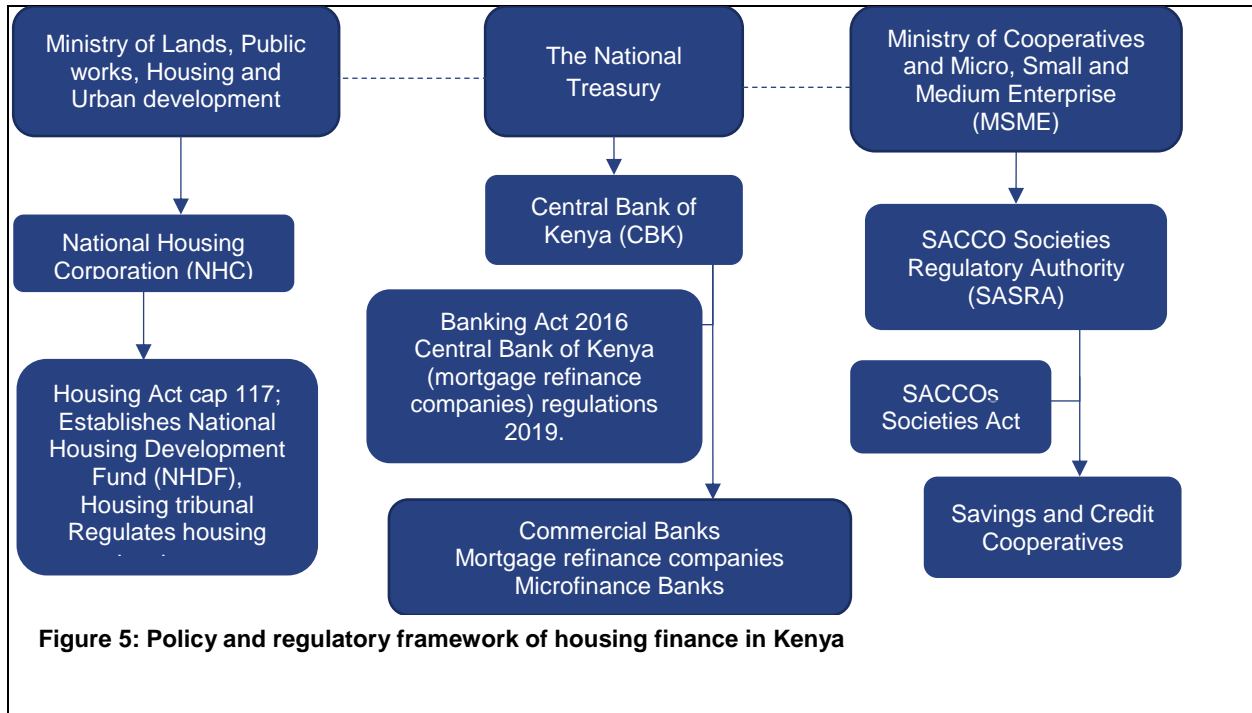 Ministry of Lands, Public
works, Housing and
Urban development
The National
Treasury
Ministry of Cooperatives
and Micro, Small and
Medium Enterprise
(MSME)
National Housing
Corporation (NHC)
Central Bank of
Kenya (CBK)
SACCO Societies
Regulatory Authority
(SASRA)
Housing Act cap 117;
Establishes National
Housing Development
Fund (NHDF),
Housing tribunal
Regulates housing
Banking Act 2016
Central Bank of Kenya
(mortgage refinance
companies) regulations
2019.
SACCOs
Societies Act
Commercial Banks
Mortgage refinance companies
Microfinance Banks
Savings and Credit
Cooperatives
Figure 5: Policy and regulatory framework of housing finance in Kenya